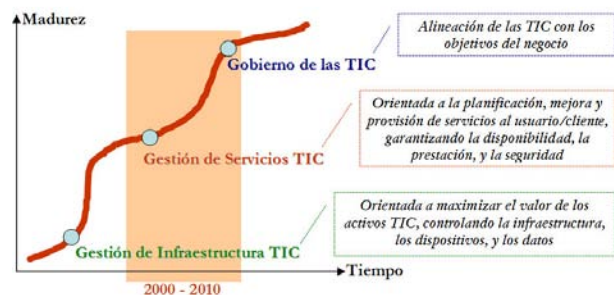 Madurez
Alineación de las TIC con los
objetivos del negocio
Gobierno de las TIC
Orientada a la planificación, mejora y
provisión de servicios al usuario/cliente,
garantizando la disponibilidad, la
prestación, y la seguridad
Gestión de Servicios TIC
Orientada a maximizar el valor de los
activos TIC, controlando la infraestructura,
los dispositivos, y los datos
Gestión de Infraestructura TIC
Tiempo
2000 - 2010